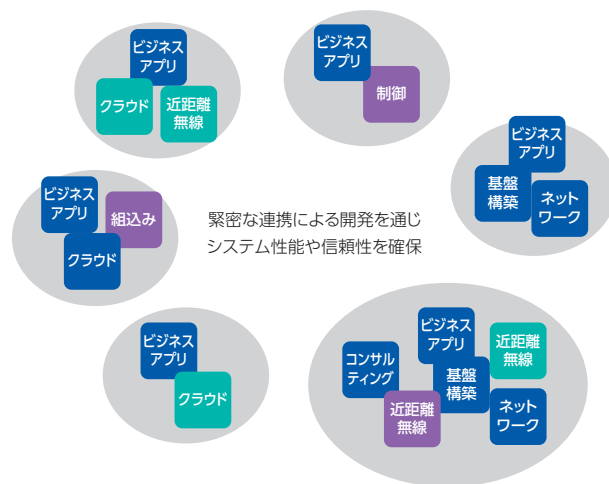 ビジネス
アプリ
クラウド
近距離
無線
ビジネス
アプリ
制御
ビジネス
アプリ
基盤
構築
ネット
ワーク
ビジネス
アプリ
組込み
クラウド
緊密な連携による開発を通じ
システム性能や信頼性を確保
ビジネス
アプリ
クラウド
ビジネス
アプリ
近距離
無線
コンサル
ティング
基盤
構築
近距離
無線
ネット
ワーク